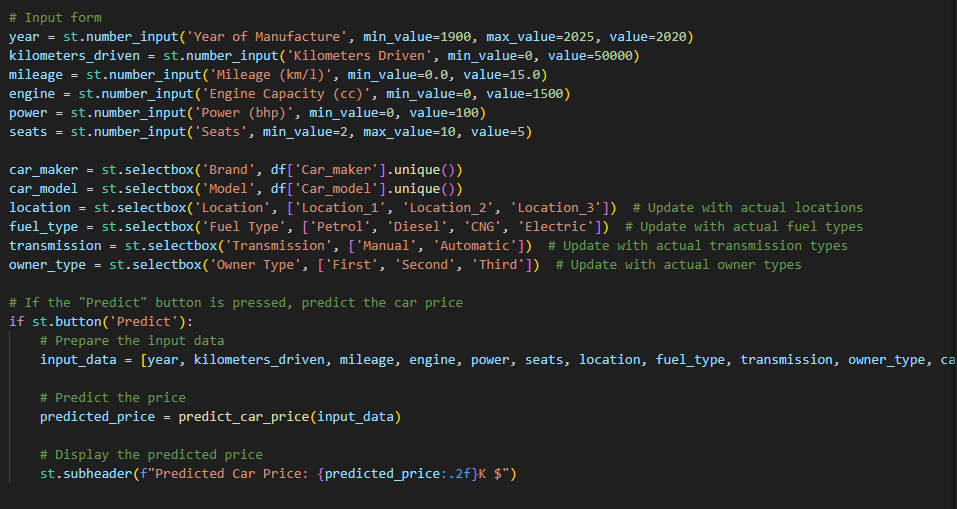 # Input form
year = st.number_input('Year of Manufacture', min_value=1900, max_value=2025, value=2020)
kilometers_driven = st.number_input('Kilometers Driven', min_value=0, value=50000)
mileage = st.number_input('Mileage (km/l)', min_value=0.0, value=15.0)
engine = st.number_input('Engine Capacity (cc)', min_value=0, value=1500)
power = st.number_input('Power (bhp)', min_value=0, value=100)
seats = st.number_input('Seats', min_value=2, max_value=10, value=5)

car_maker = st.selectbox('Brand', df['Car_maker'].unique())
car_model = st.selectbox('Model', df['Car_model'].unique())
location = st.selectbox('Location', ['Location_1', 'Location_2', 'Location_3'])  # Update with actual locations
fuel_type = st.selectbox('Fuel Type', ['Petrol', 'Diesel', 'CNG', 'Electric'])  # Update with actual fuel types
transmission = st.selectbox('Transmission', ['Manual', 'Automatic'])  # Update with actual transmission types
owner_type = st.selectbox('Owner Type', ['First', 'Second', 'Third'])  # Update with actual owner types

# If the "Predict" button is pressed, predict the car price
if st.button('Predict'):
    # Prepare the input data
    input_data = [year, kilometers_driven, mileage, engine, power, seats, location, fuel_type, transmission, owner_type, ca

    # Predict the price
    predicted_price = predict_car_price(input_data)

    # Display the predicted price
    st.subheader(f"Predicted Car Price: {predicted_price:.2f}K $")